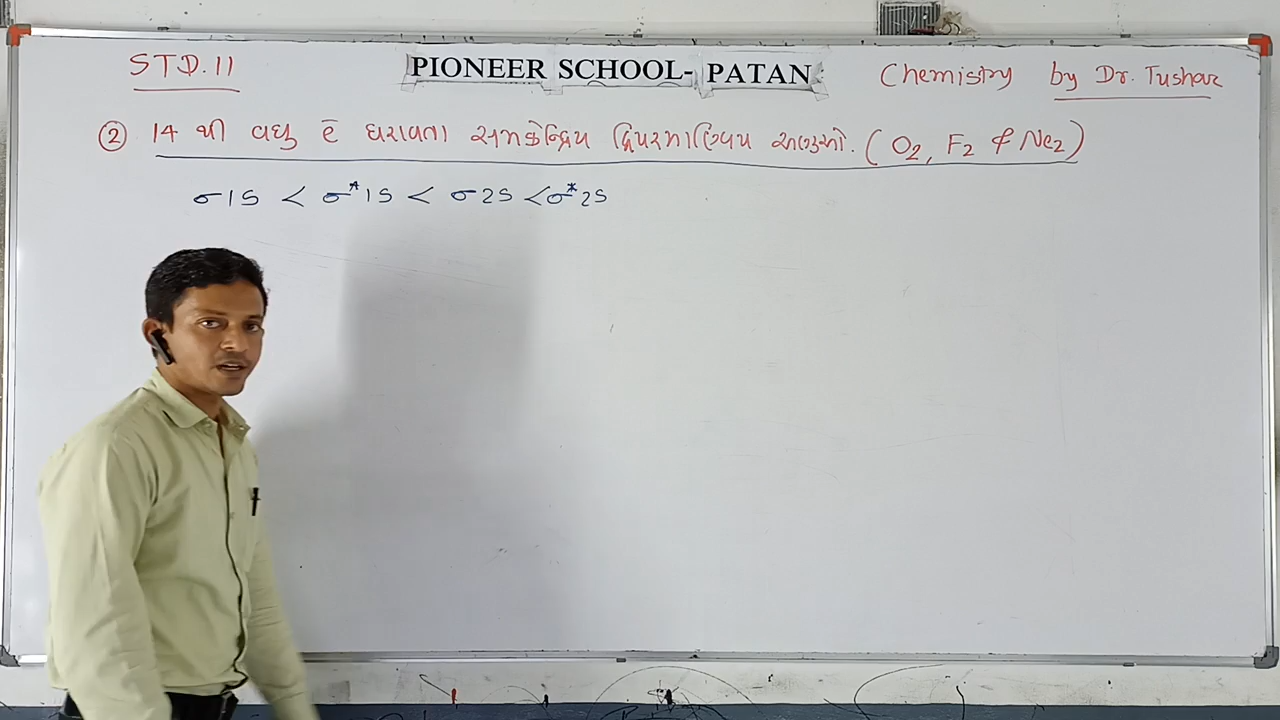 STD. 11 PIONEER SCHOOL- PATAN Chemistry by Dr. Tushar
② 14 થી વધુ ē ધરાવતા સમકેન્દ્રિય દ્વિપરમાણ્વિય અણુઓ. (O₂, F₂ & Ne₂)
σ1S < σ*1S < σ2S < σ*2S